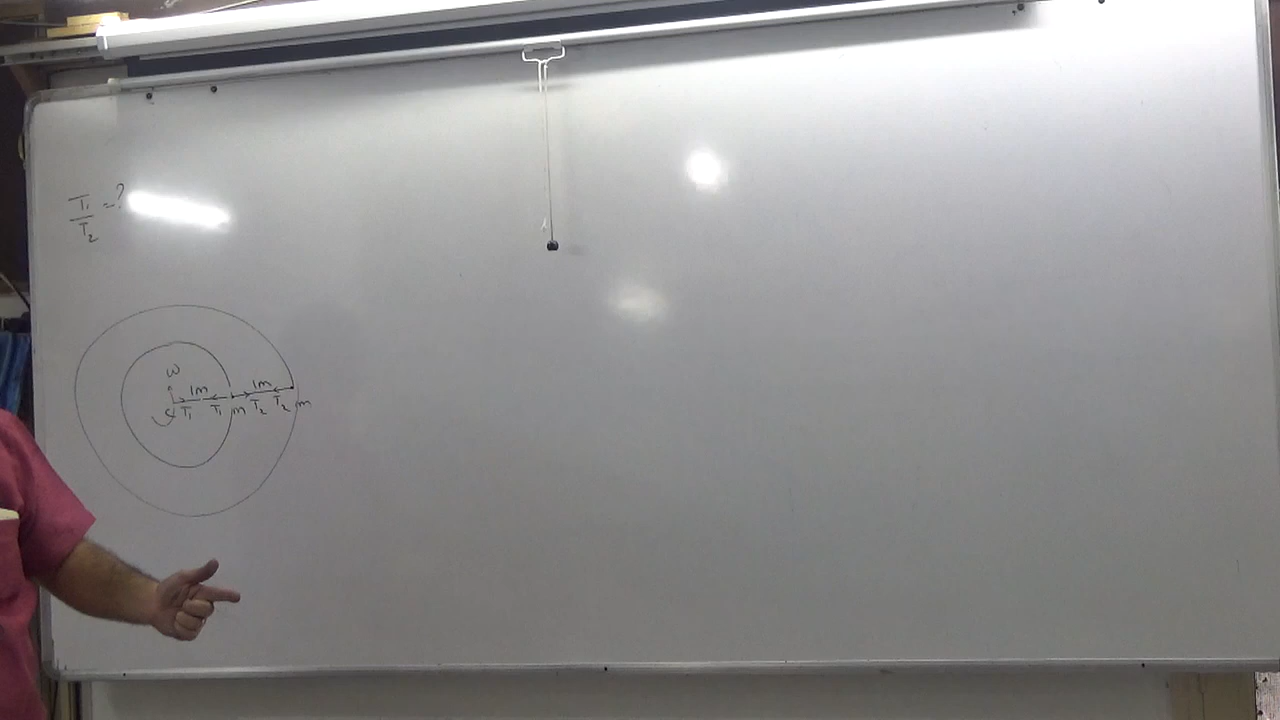 T₁/T₂ = ?
ω
1m 1m
T₁ T₁ m T₂ T₂ m